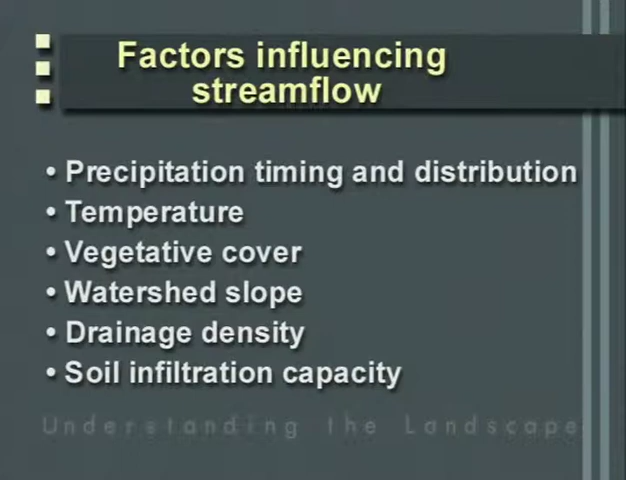 Factors influencing
streamflow
• Precipitation timing and distribution
• Temperature
• Vegetative cover
• Watershed slope
• Drainage density
• Soil infiltration capacity
Understanding the Landscape